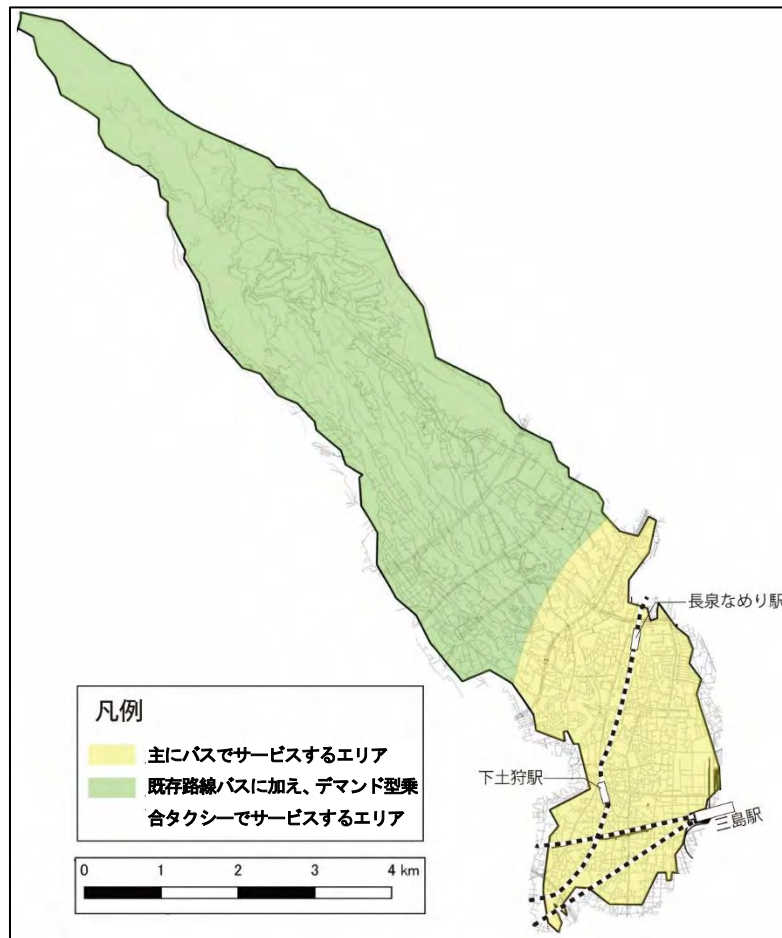 長泉なめり駅
下土狩駅
三島駅
凡例
主にバスでサービスするエリア
既存路線バスに加え、デマンド型乗
合タクシーでサービスするエリア
0 1 2 3 4 km